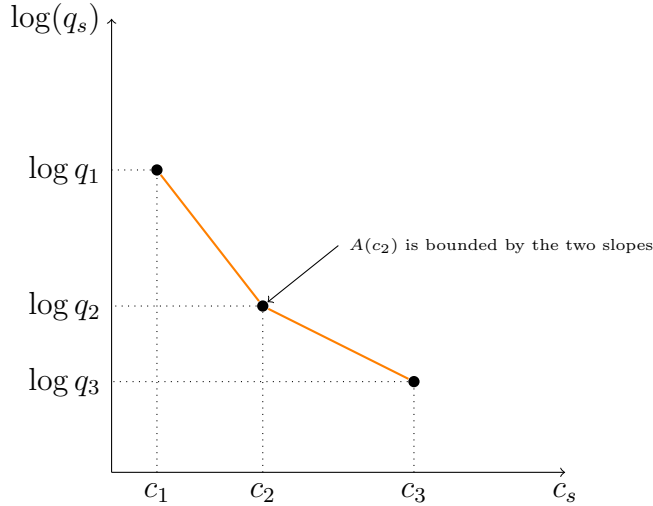 log(q_s)
log q_1
A(c_2) is bounded by the two slopes
log q_2
log q_3
c_1 c_2 c_3 c_s